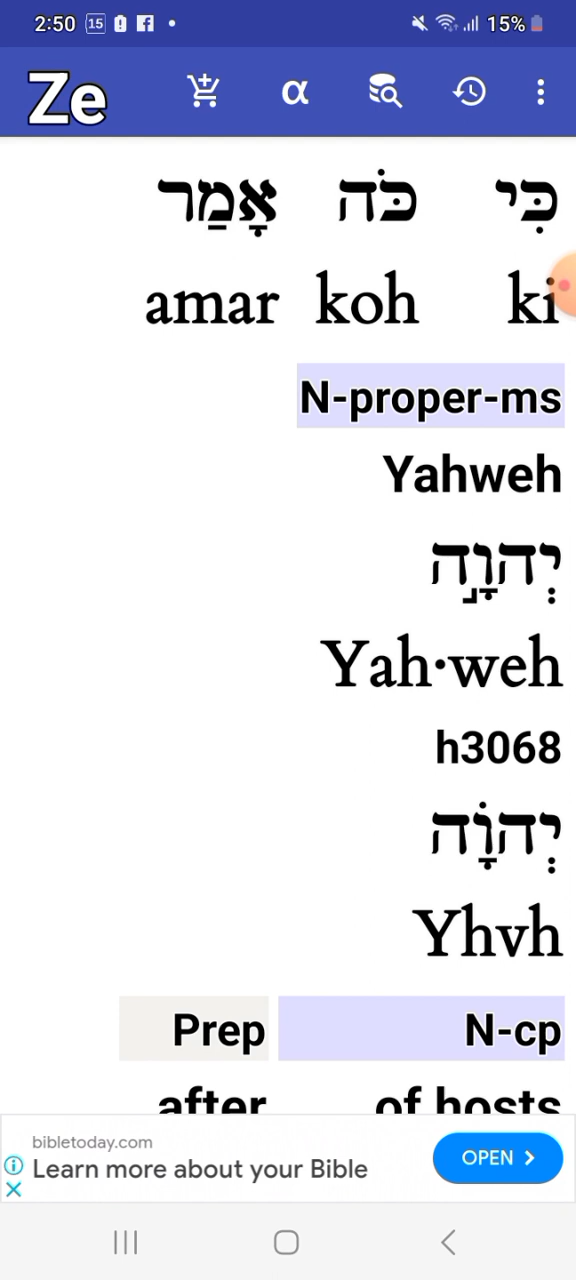 2:50 15 15%
Ze α
כִּי כֹּה אָמַר
ki koh amar
N-proper-ms
Yahweh
יְהוָ֣ה
Yah·weh
h3068
יְהֹוָ֗ה
Yhvh
N-cp Prep
of hosts after
bibletoday.com
Learn more about your Bible
OPEN